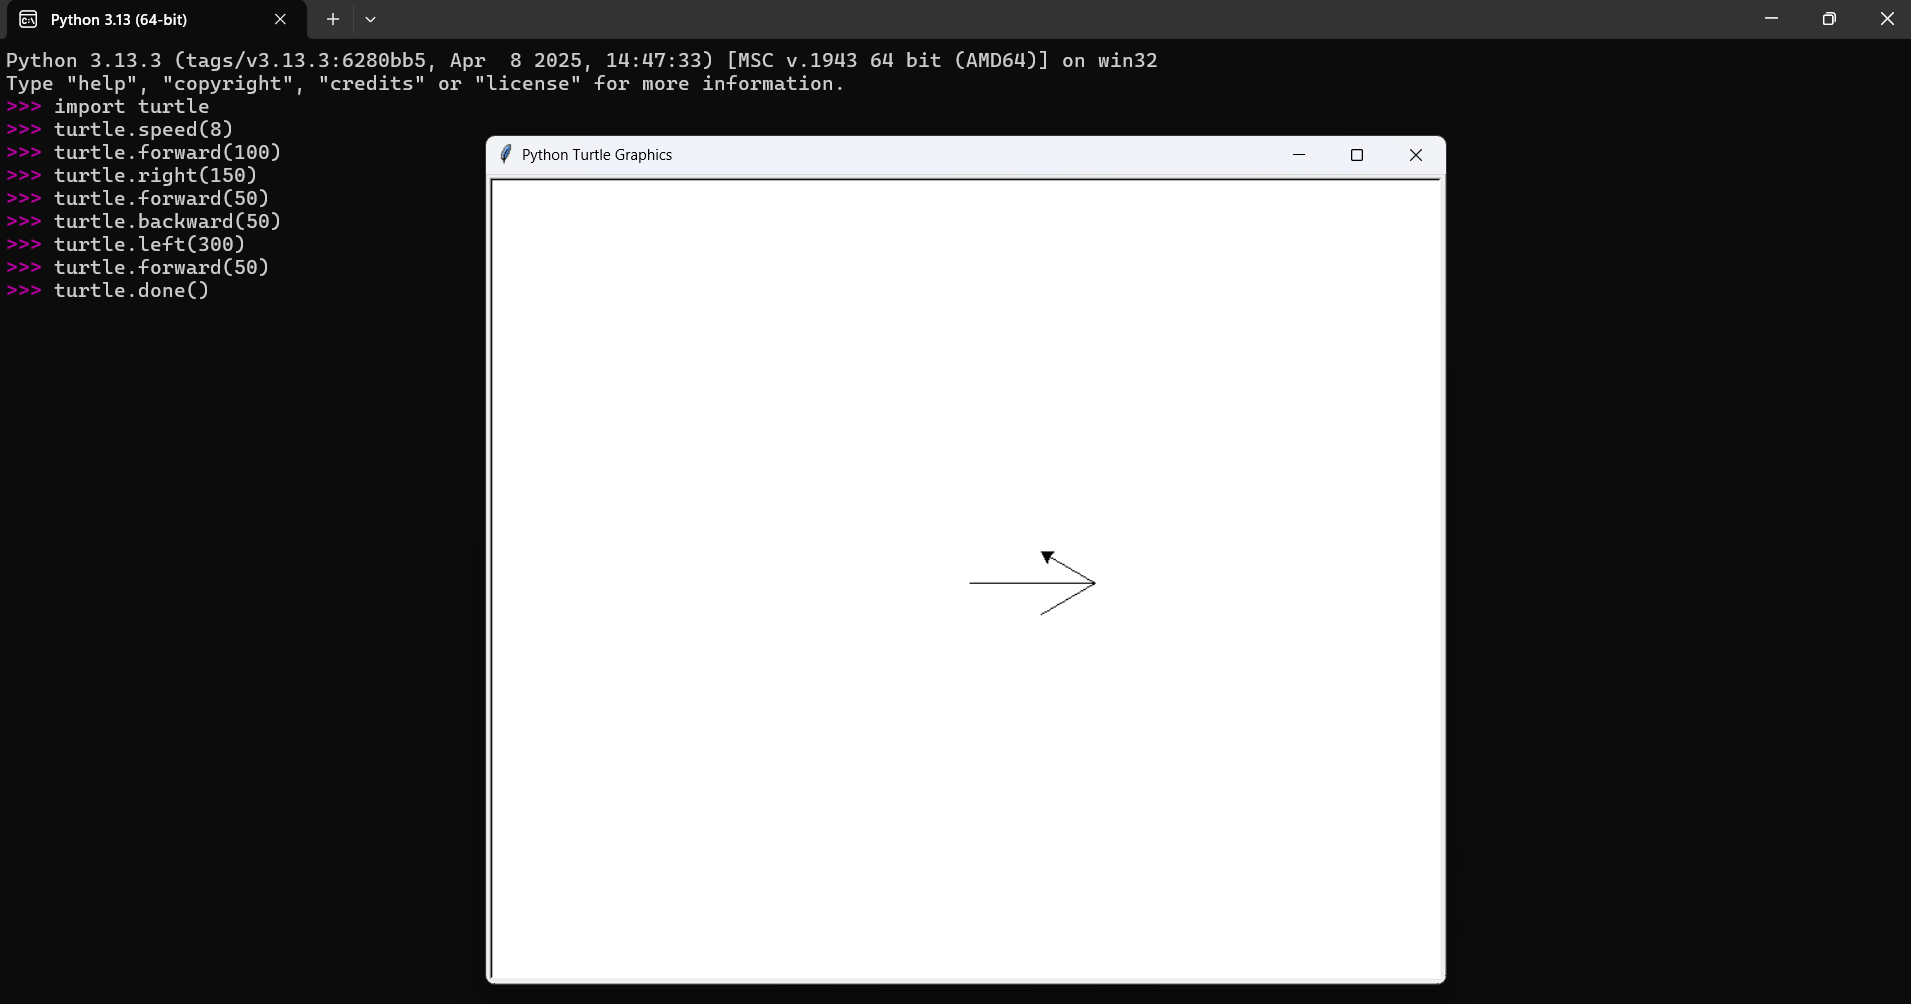 Python 3.13 (64-bit)
Python 3.13.3 (tags/v3.13.3:6280bb5, Apr  8 2025, 14:47:33) [MSC v.1943 64 bit (AMD64)] on win32
Type "help", "copyright", "credits" or "license" for more information.
>>> import turtle
>>> turtle.speed(8)
>>> turtle.forward(100)
>>> turtle.right(150)
>>> turtle.forward(50)
>>> turtle.backward(50)
>>> turtle.left(300)
>>> turtle.forward(50)
>>> turtle.done()
Python Turtle Graphics